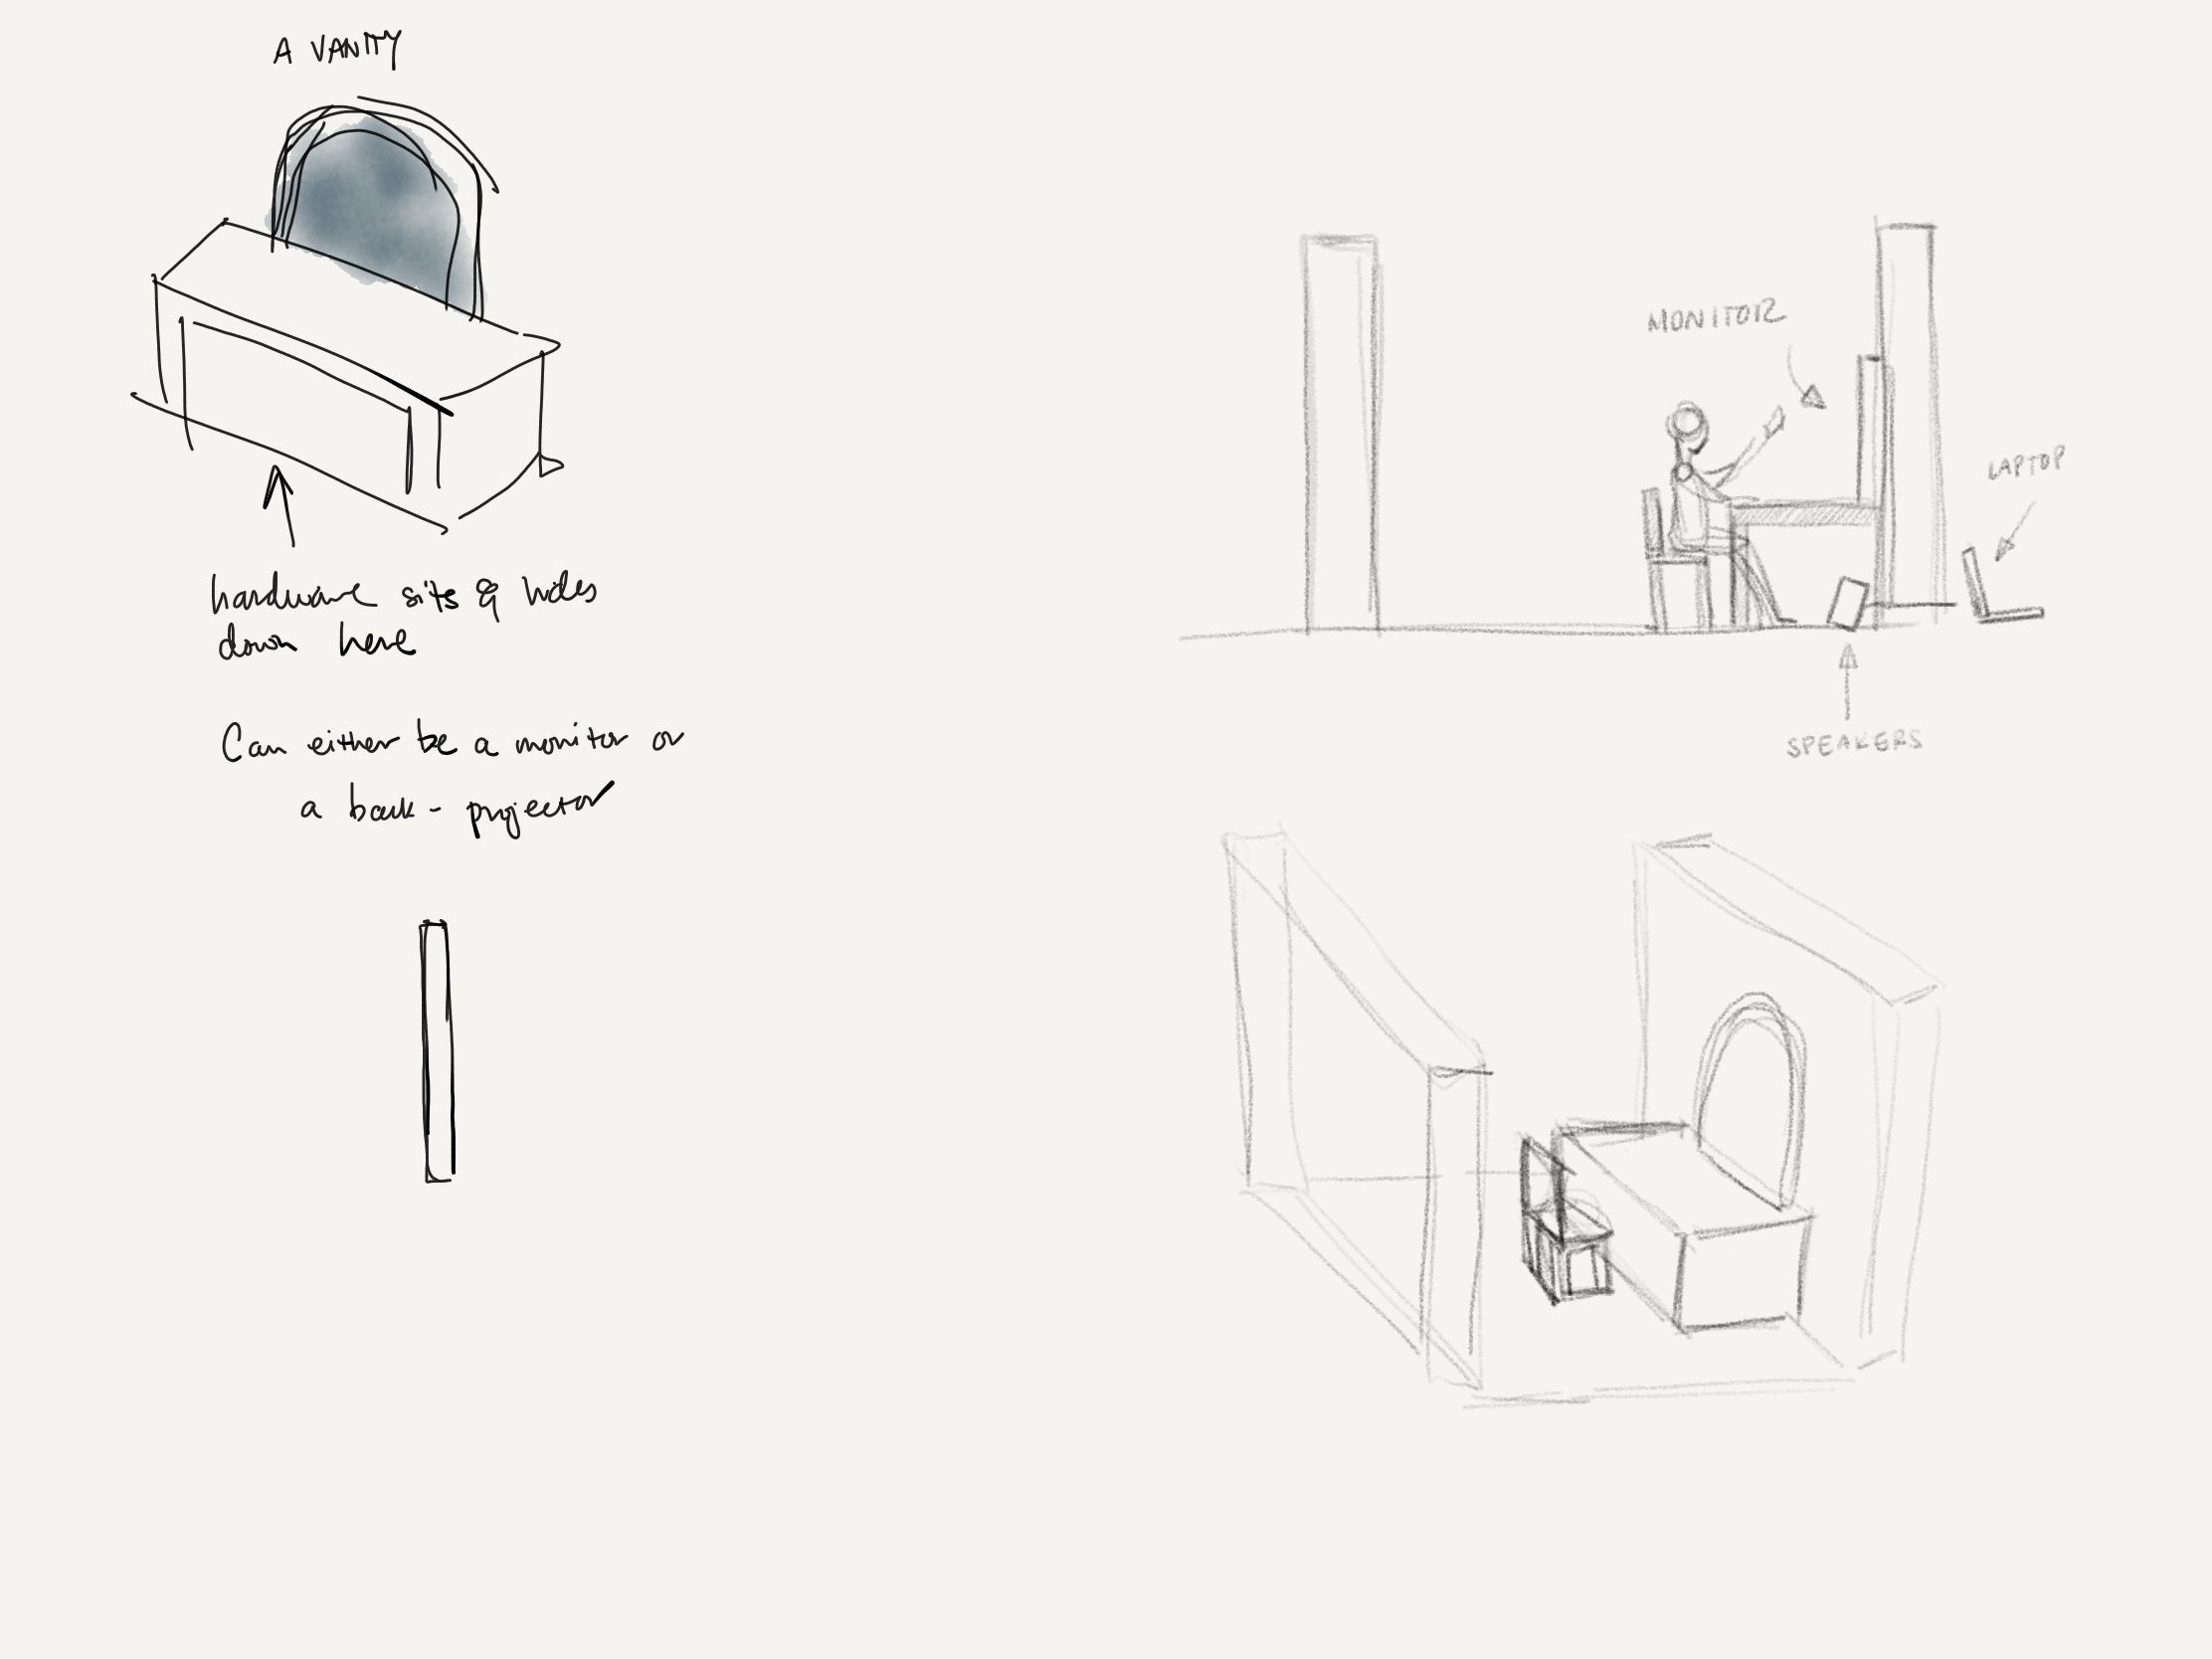 A VANITY
hardware sits & hides
down here
Can either be a monitor or
a back-projector
MONITOR
LAPTOP
SPEAKERS